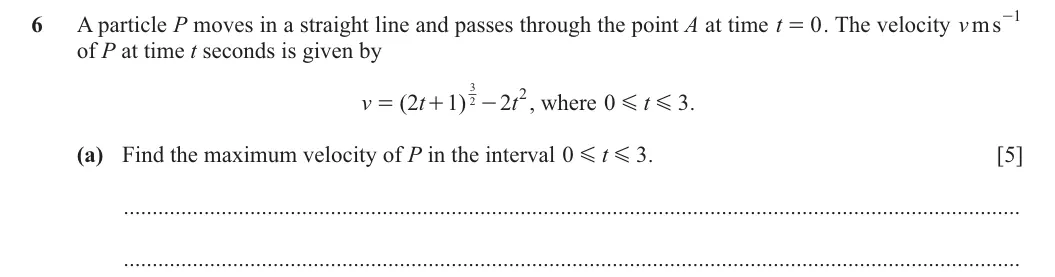 6 A particle P moves in a straight line and passes through the point A at time t = 0. The velocity v m s⁻¹
of P at time t seconds is given by
v = (2t+1)^{3/2} − 2t², where 0 ⩽ t ⩽ 3.
(a) Find the maximum velocity of P in the interval 0 ⩽ t ⩽ 3. [5]